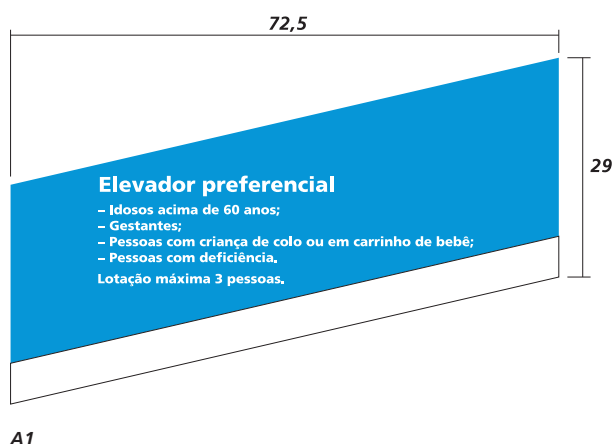 72,5
29
Elevador preferencial
– Idosos acima de 60 anos;
– Gestantes;
– Pessoas com criança de colo ou em carrinho de bebê;
– Pessoas com deficiência.
Lotação máxima 3 pessoas.
A1